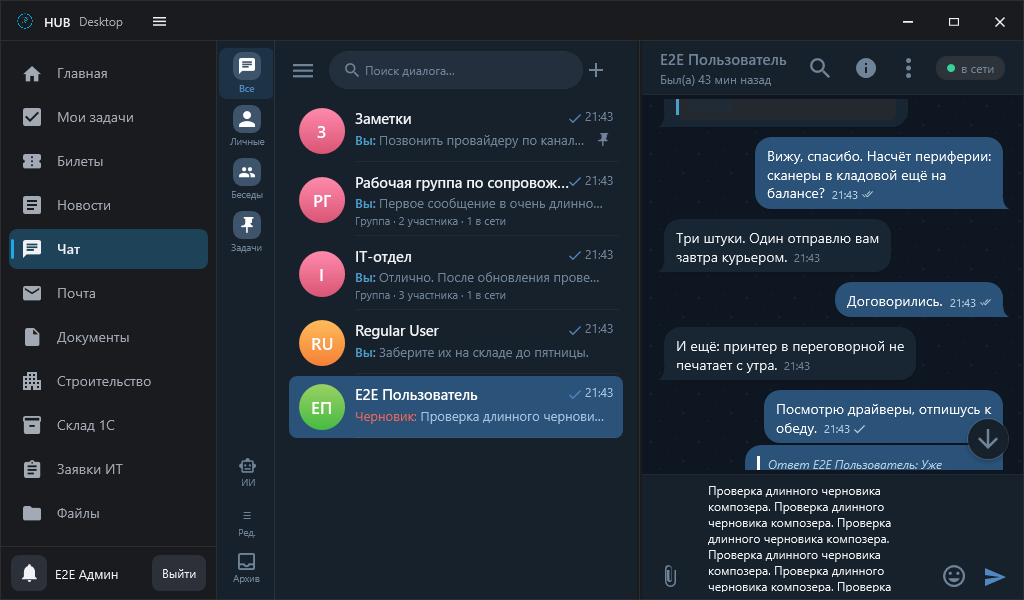 HUB Desktop
Главная
Мои задачи
Билеты
Новости
Чат
Почта
Документы
Строительство
Склад 1С
Заявки ИТ
Файлы
Е2Е Админ
Выйти
Все
Личные
Беседы
Задачи
ИИ
Ред.
Архив
Поиск диалога...
З
Заметки
21:43
Вы: Позвонить провайдеру по канал...
РГ
Рабочая группа по сопровож...
21:43
Вы: Первое сообщение в очень длинно...
Группа · 2 участника · 1 в сети
I
IT-отдел
21:43
Вы: Отлично. После обновления прове...
Группа · 3 участника · 1 в сети
RU
Regular User
21:43
Вы: Заберите их на складе до пятницы.
ЕП
E2E Пользователь
21:43
Черновик: Проверка длинного чернови...
E2E Пользователь
Был(а) 43 мин назад
в сети
Вижу, спасибо. Насчёт периферии:
сканеры в кладовой ещё на
балансе? 21:43
Три штуки. Один отправлю вам
завтра курьером. 21:43
Договорились. 21:43
И ещё: принтер в переговорной не
печатает с утра. 21:43
Посмотрю драйверы, отпишусь к
обеду. 21:43
Ответ E2E Пользователь: Уже
Проверка длинного черновика
композера. Проверка длинного
черновика композера. Проверка
длинного черновика композера.
Проверка длинного черновика
композера. Проверка длинного
черновика композера. Проверка